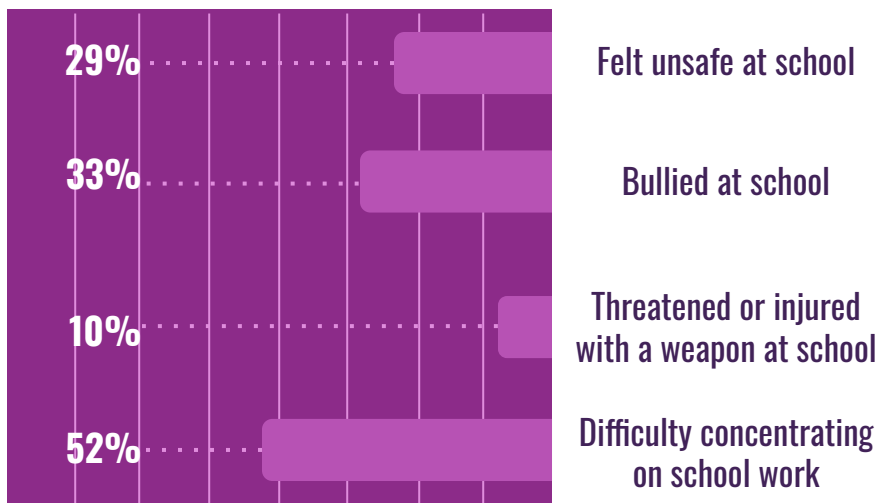 29%
Felt unsafe at school
33%
Bullied at school
10%
Threatened or injured
with a weapon at school
52%
Difficulty concentrating
on school work